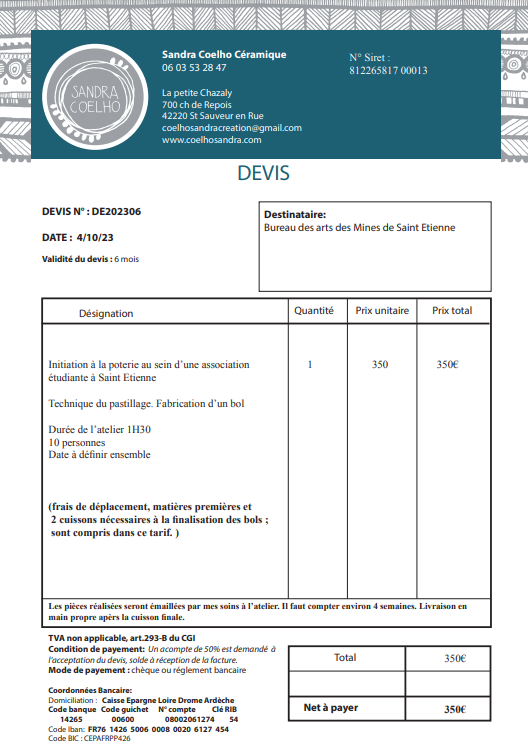 SANDRA
COELHO
Sandra Coelho Céramique
06 03 53 28 47
La petite Chazaly
700 ch de Repois
42220 St Sauveur en Rue
coelhosandracreation@gmail.com
www.coelhosandra.com
N° Siret :
812265817 00013
DEVIS
DEVIS N° : DE202306
DATE : 4/10/23
Validité du devis : 6 mois
Destinataire:
Bureau des arts des Mines de Saint Etienne
Désignation Quantité Prix unitaire Prix total
Initiation à la poterie au sein d'une association 1 350 350€
étudiante à Saint Etienne
Technique du pastillage. Fabrication d'un bol
Durée de l'atelier 1H30
10 personnes
Date à définir ensemble
(frais de déplacement, matières premières et
2 cuissons nécessaires à la finalisation des bols ;
sont compris dans ce tarif. )
Les pièces réalisées seront émaillées par mes soins à l'atelier. Il faut compter environ 4 semaines. Livraison en
main propre apèrs la cuisson finale.
TVA non applicable, art.293-B du CGI
Condition de payement: Un acompte de 50% est demandé à
l'acceptation du devis, solde à réception de la facture.
Mode de payement : chèque ou réglement bancaire
Coordonnées Bancaire:
Domiciliation : Caisse Epargne Loire Drome Ardèche
Code banque Code guichet N° compte Clé RIB
14265 00600 08002061274 54
Code Iban: FR76 1426 5006 0008 0020 6127 454
Code BIC : CEPAFRPP426
Total 350€
Net à payer 350€